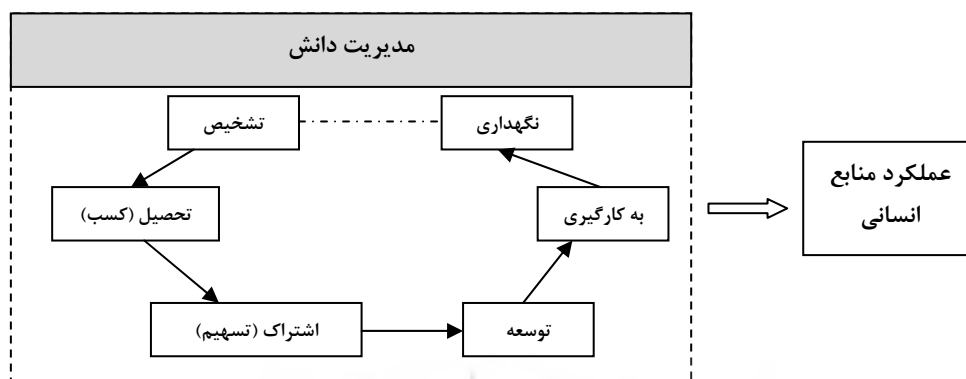 مدیریت دانش
تشخیص
نگهداری
تحصیل (کسب)
به کارگیری
عملکرد منابع
انسانی
اشتراک (تسهیم)
توسعه